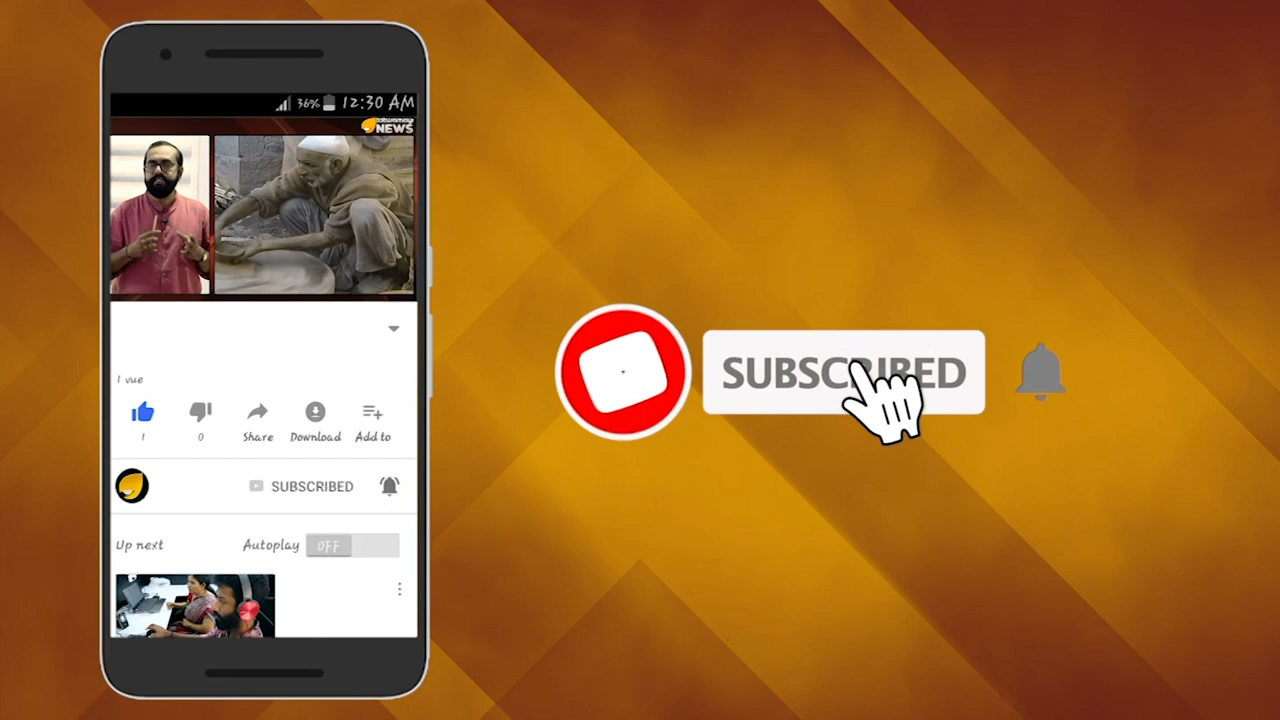 36% 12:30 AM
tatwamayi
NEWS
1 vue
1 0 Share Download Add to
SUBSCRIBED
Up next Autoplay OFF
SUBSCRIBED